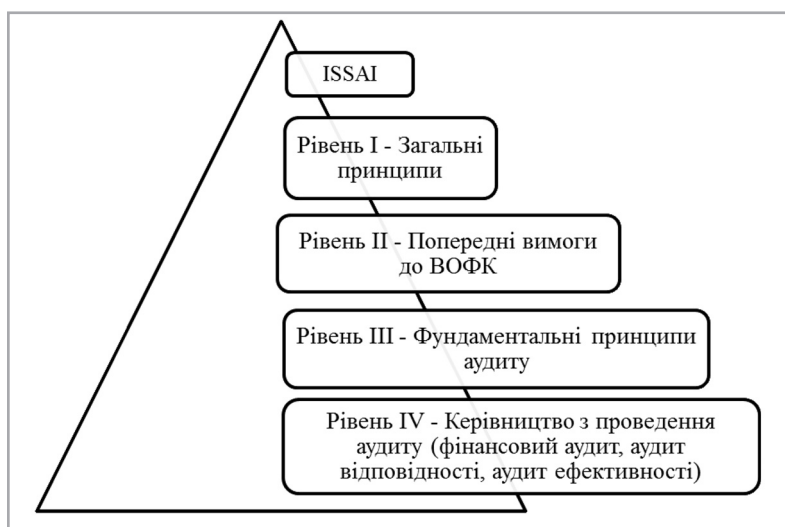 ISSAI
Рівень I - Загальні
принципи
Рівень II - Попередні вимоги
до ВОФК
Рівень III - Фундаментальні принципи
аудиту
Рівень IV - Керівництво з проведення
аудиту (фінансовий аудит, аудит
відповідності, аудит ефективності)